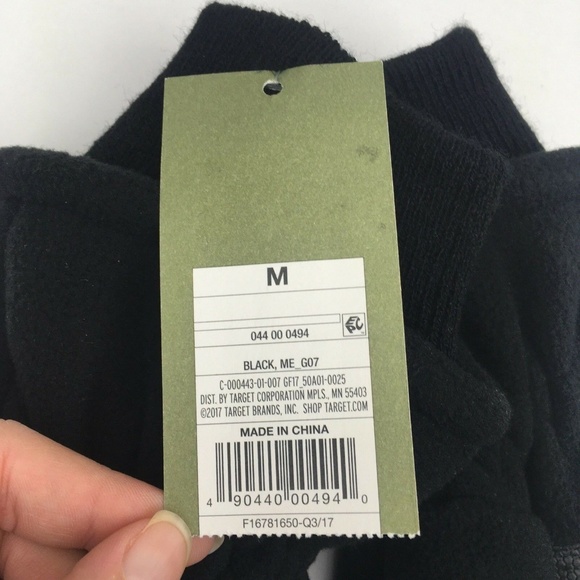 M
044 00 0494
EPC
BLACK, ME_G07
C-000443-01-007 GF17_50A01-0025
DIST. BY TARGET CORPORATION MPLS., MN 55403
©2017 TARGET BRANDS, INC. SHOP TARGET.COM
MADE IN CHINA
4 90440 00494 0
F16781650-Q3/17